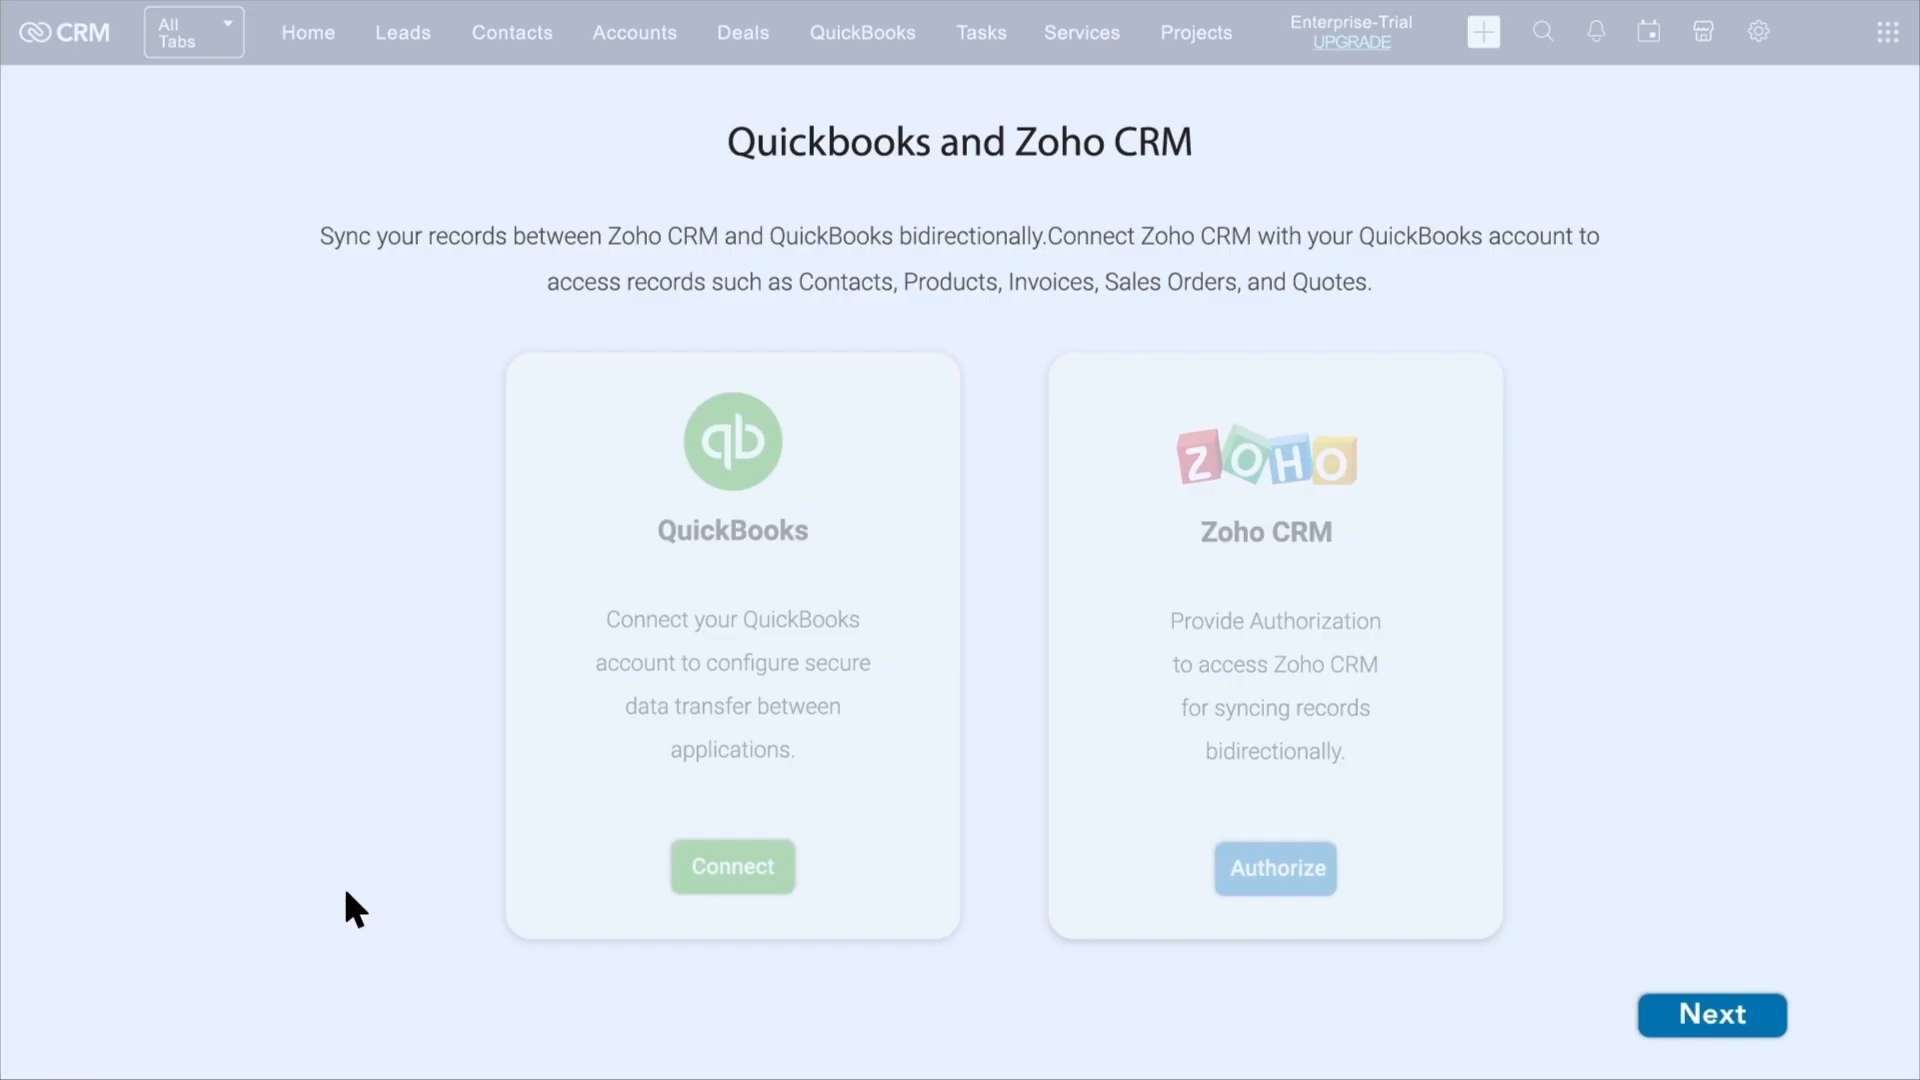 CRM
All Tabs
Home
Leads
Contacts
Accounts
Deals
QuickBooks
Tasks
Services
Projects
Enterprise-Trial
UPGRADE
Quickbooks and Zoho CRM
Sync your records between Zoho CRM and QuickBooks bidirectionally.Connect Zoho CRM with your QuickBooks account to
access records such as Contacts, Products, Invoices, Sales Orders, and Quotes.
qb
QuickBooks
Connect your QuickBooks
account to configure secure
data transfer between
applications.
Connect
ZOHO
Zoho CRM
Provide Authorization
to access Zoho CRM
for syncing records
bidirectionally.
Authorize
Next